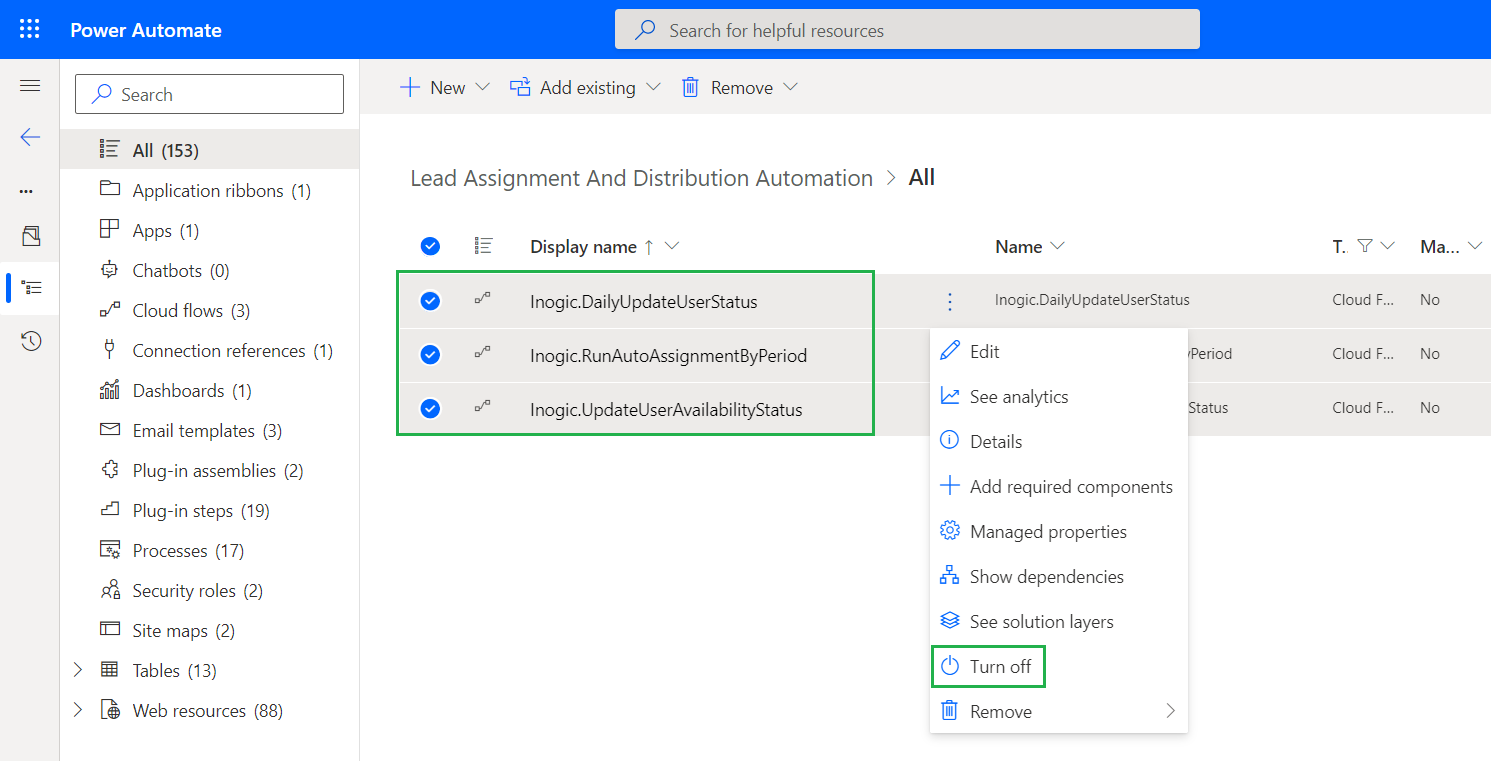 Power Automate
Search for helpful resources
Search
New
Add existing
Remove
All (153)
Application ribbons (1)
Apps (1)
Chatbots (0)
Cloud flows (3)
Connection references (1)
Dashboards (1)
Email templates (3)
Plug-in assemblies (2)
Plug-in steps (19)
Processes (17)
Security roles (2)
Site maps (2)
Tables (13)
Web resources (88)
Lead Assignment And Distribution Automation > All
Display name ↑ Name T. Ma...
Inogic.DailyUpdateUserStatus Inogic.DailyUpdateUserStatus Cloud F... No
Inogic.RunAutoAssignmentByPeriod yPeriod Cloud F... No
Inogic.UpdateUserAvailabilityStatus Status Cloud F... No
Edit
See analytics
Details
Add required components
Managed properties
Show dependencies
See solution layers
Turn off
Remove